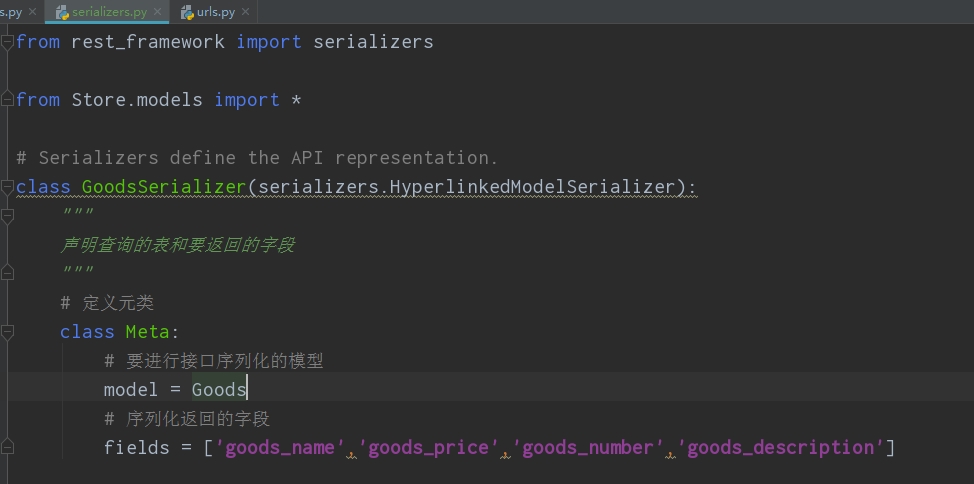 s.py × serializers.py × urls.py ×
from rest_framework import serializers
from Store.models import *
# Serializers define the API representation.
class GoodsSerializer(serializers.HyperlinkedModelSerializer):
"""
声明查询的表和要返回的字段
"""
# 定义元类
class Meta:
# 要进行接口序列化的模型
model = Goods
# 序列化返回的字段
fields = ['goods_name','goods_price','goods_number','goods_description']